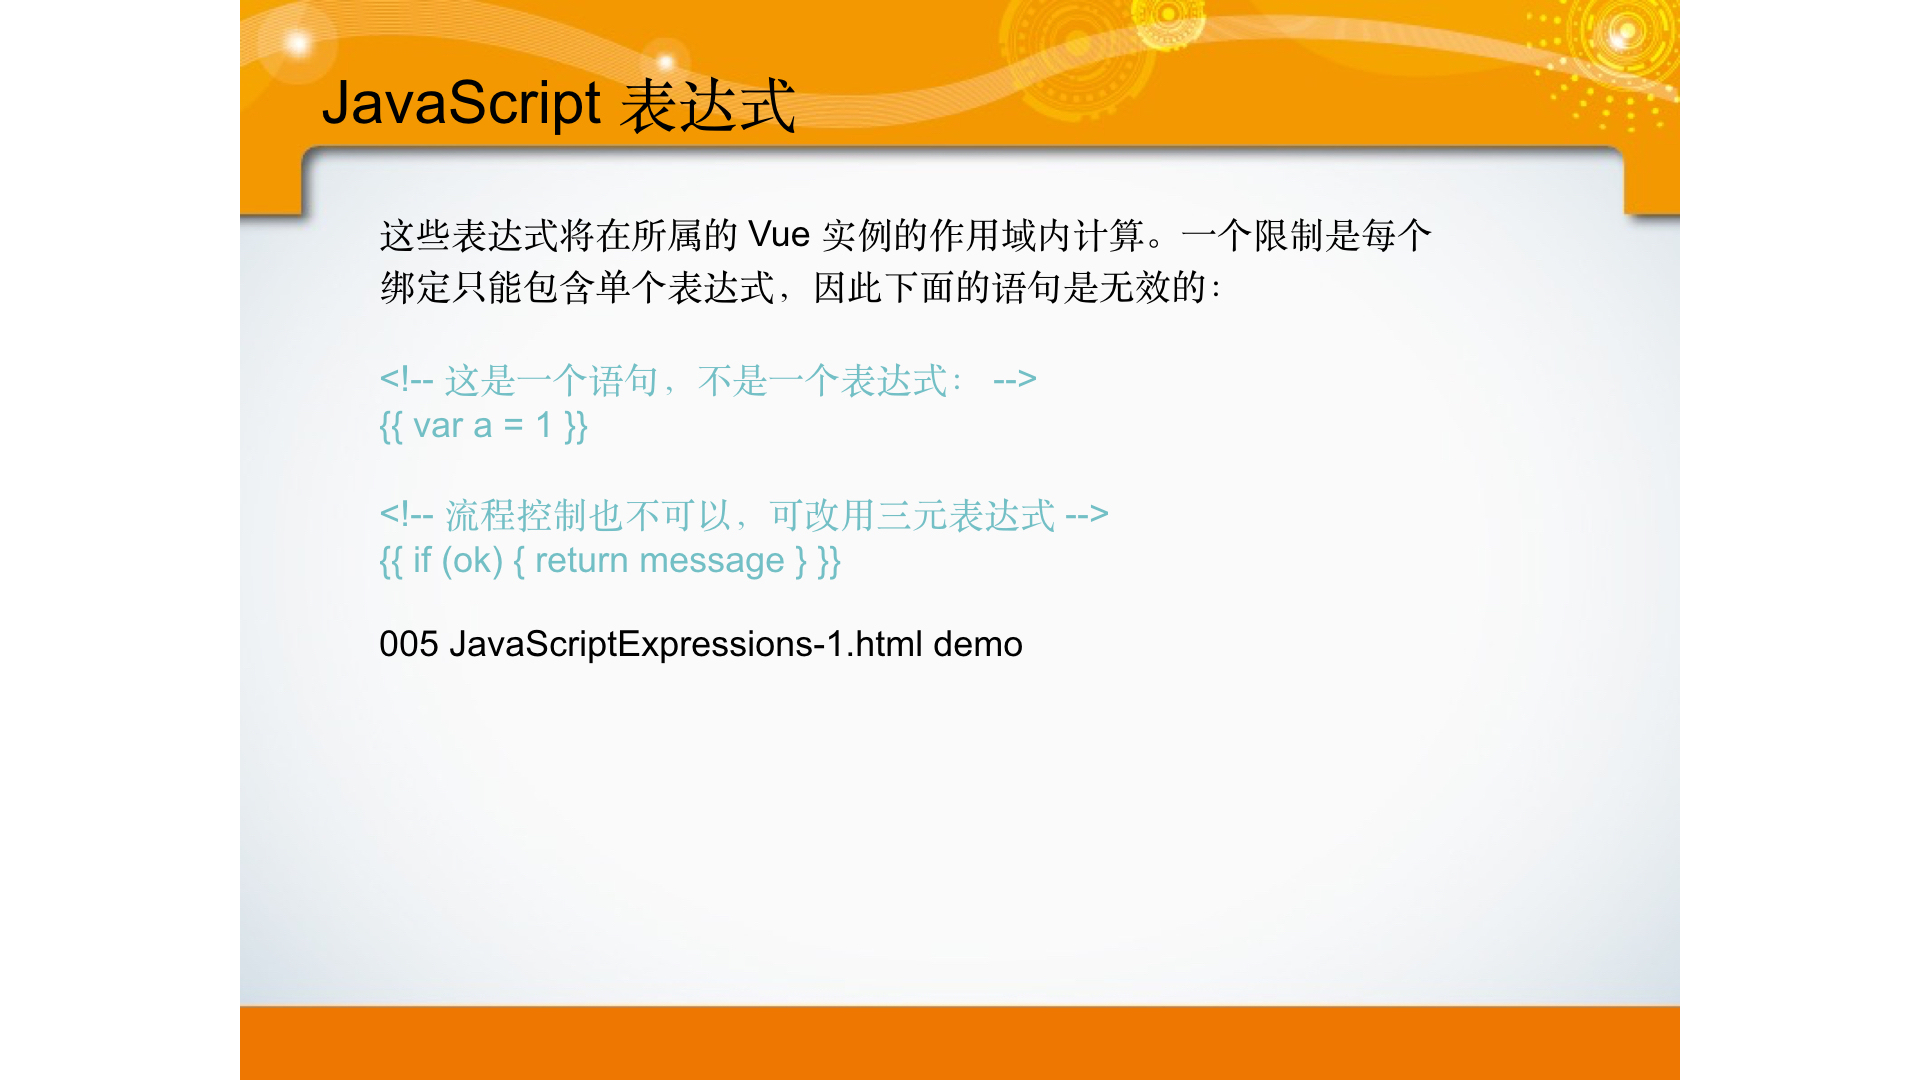 JavaScript 表达式
这些表达式将在所属的 Vue 实例的作用域内计算。一个限制是每个
绑定只能包含单个表达式，因此下面的语句是无效的：
<!-- 这是一个语句，不是一个表达式： -->
{{ var a = 1 }}
<!-- 流程控制也不可以，可改用三元表达式 -->
{{ if (ok) { return message } }}
005 JavaScriptExpressions-1.html demo